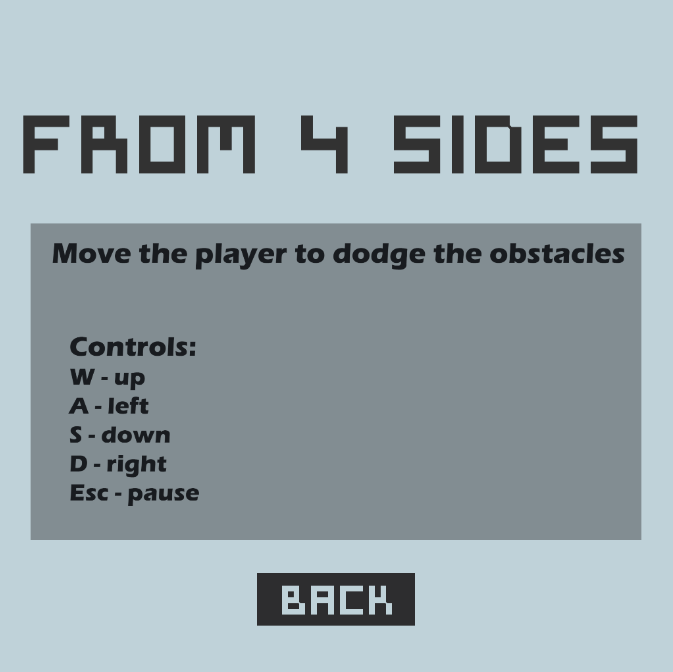 FROM 4 SIDES
Move the player to dodge the obstacles
Controls:
W - up
A - left
S - down
D - right
Esc - pause
BACK